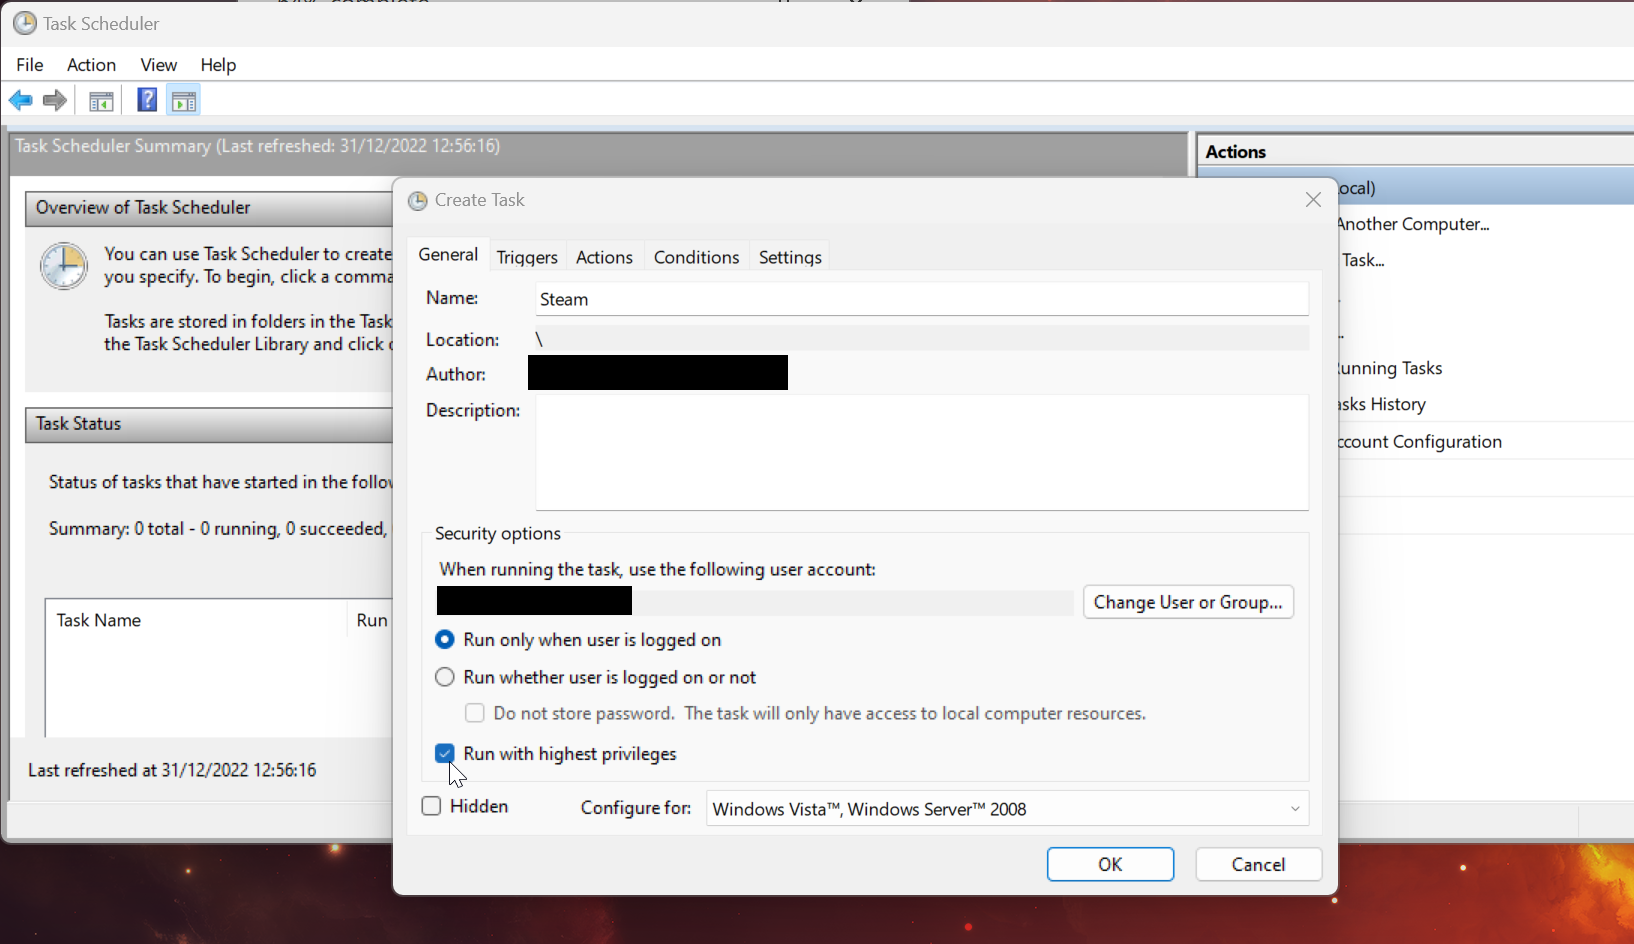 Task Scheduler
File Action View Help
Task Scheduler Summary (Last refreshed: 31/12/2022 12:56:16)
Actions
Overview of Task Scheduler
You can use Task Scheduler to create
you specify. To begin, click a comma
Tasks are stored in folders in the Task
the Task Scheduler Library and click
Task Status
Status of tasks that have started in the follow
Summary: 0 total - 0 running, 0 succeeded,
Task Name Run
Last refreshed at 31/12/2022 12:56:16
Create Task
General Triggers Actions Conditions Settings
Name: Steam
Location: \
Author:
Description:
Security options
When running the task, use the following user account:
Change User or Group...
Run only when user is logged on
Run whether user is logged on or not
Do not store password. The task will only have access to local computer resources.
Run with highest privileges
Hidden Configure for: Windows Vista™, Windows Server™ 2008
OK Cancel
ocal)
Another Computer...
Task...
unning Tasks
asks History
ccount Configuration